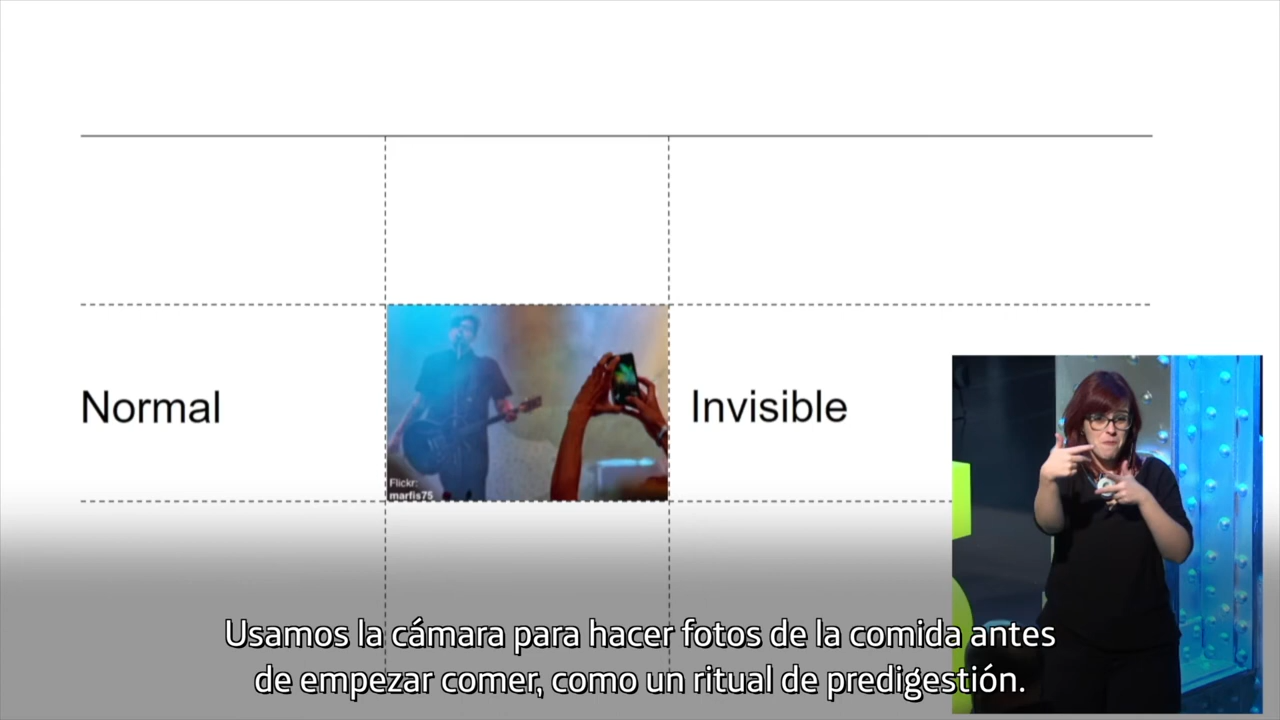 Normal
Flickr:
marfis75
Invisible
Usamos la cámara para hacer fotos de la comida antes
de empezar comer, como un ritual de predigestión.